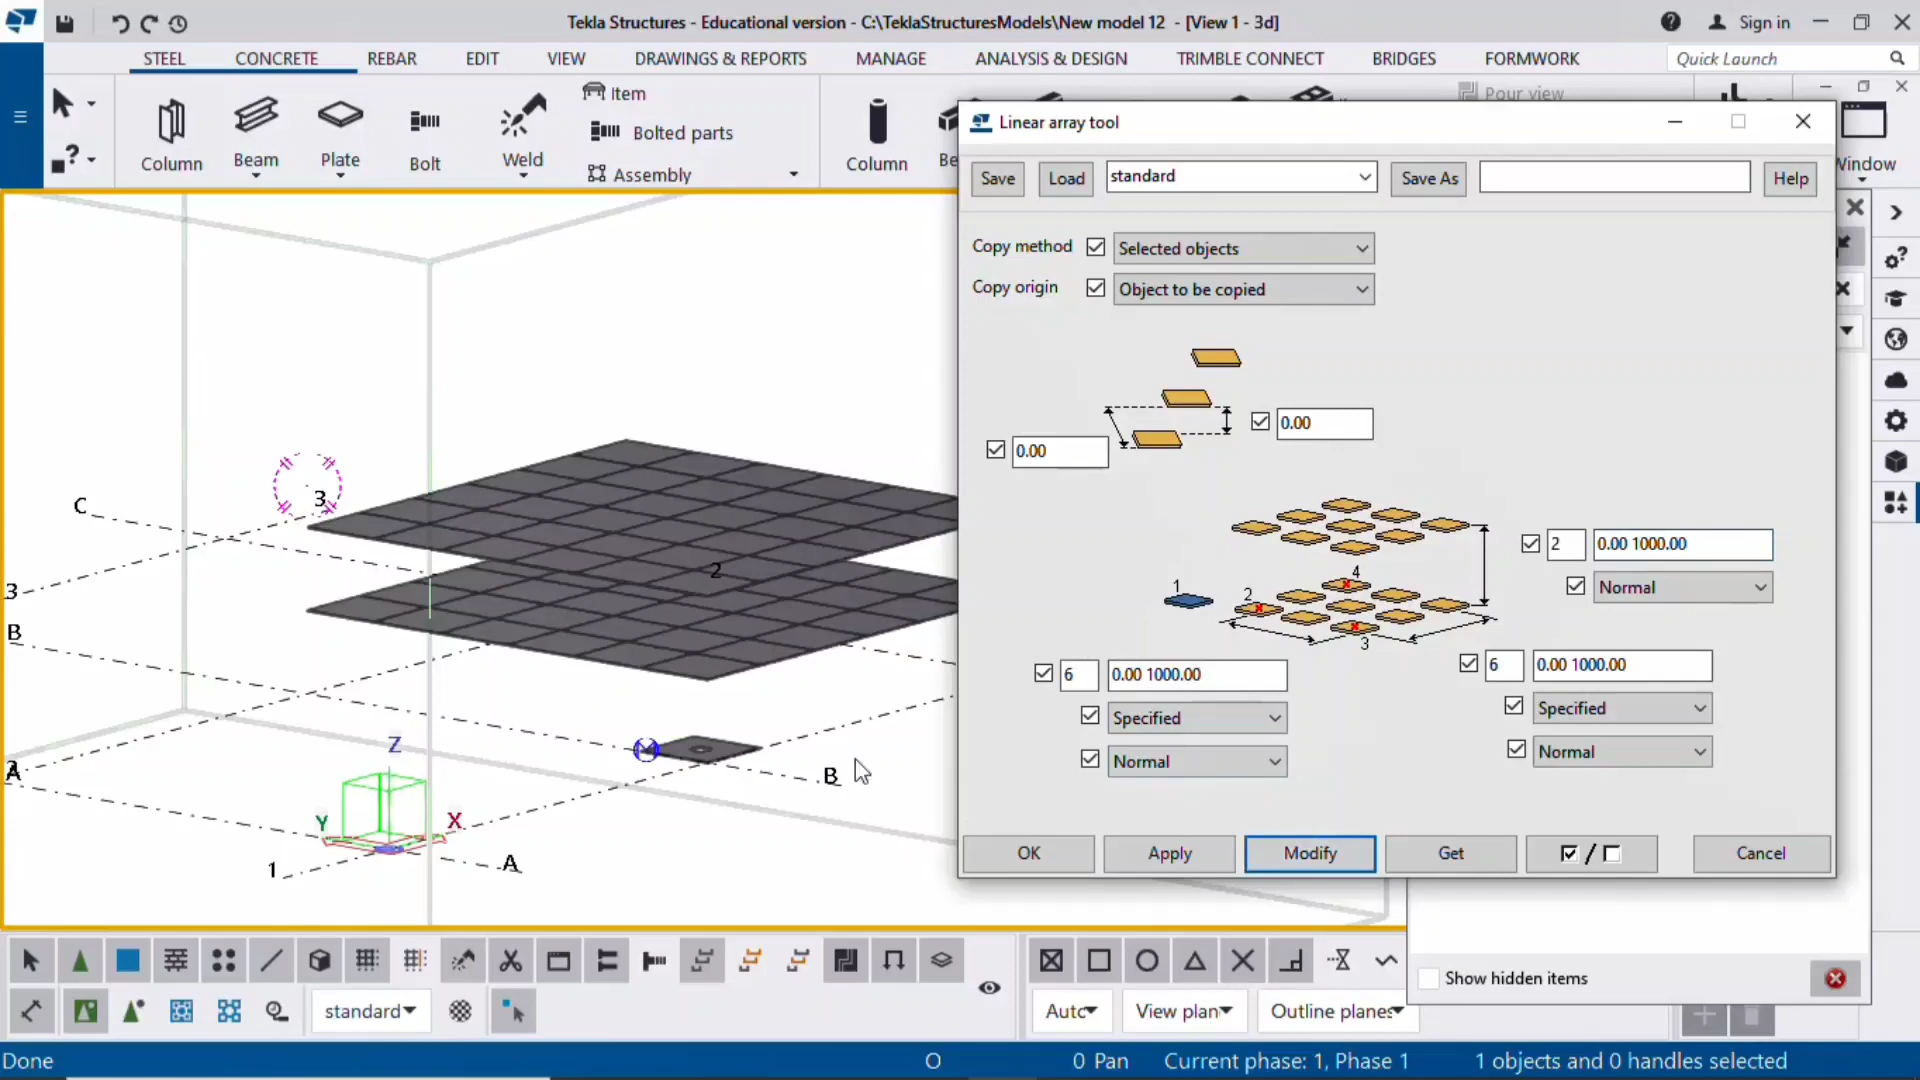 Tekla Structures - Educational version - C:\TeklaStructuresModels\New model 12 - [View 1 - 3d]
Sign in
STEEL CONCRETE REBAR EDIT VIEW DRAWINGS & REPORTS MANAGE ANALYSIS & DESIGN TRIMBLE CONNECT BRIDGES FORMWORK
Quick Launch
Column
Beam
Plate
Bolt
Weld
Item
Bolted parts
Assembly
Column
Be
Pour view
Window
Linear array tool
Save Load standard Save As Help
Copy method Selected objects
Copy origin Object to be copied
0.00
0.00
1 2 3 4
2 0.00 1000.00
Normal
6 0.00 1000.00
Specified
Normal
6 0.00 1000.00
Specified
Normal
OK Apply Modify Get / Cancel
C
3
3
2
B
A
B
Z
Y
X
1
A
Show hidden items
standard
Auto
View plan
Outline planes
Done
O
0 Pan
Current phase: 1, Phase 1
1 objects and 0 handles selected